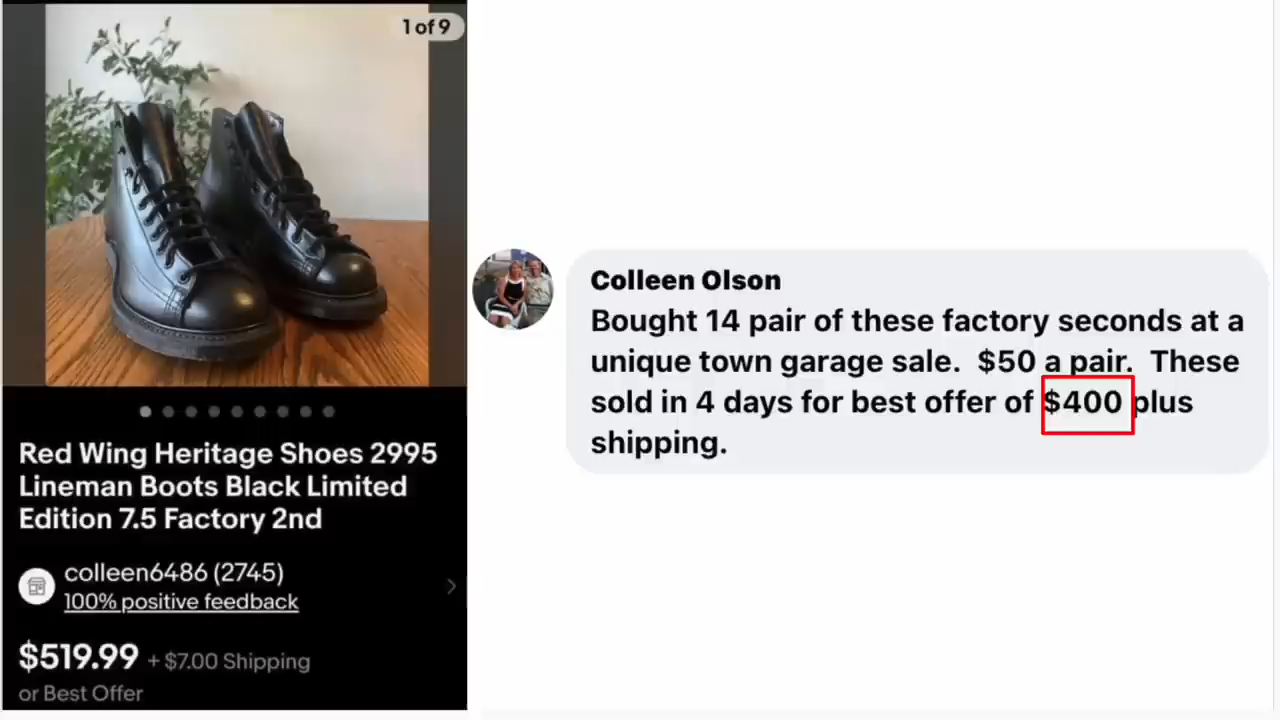 1 of 9
Red Wing Heritage Shoes 2995
Lineman Boots Black Limited
Edition 7.5 Factory 2nd
colleen6486 (2745)
100% positive feedback
$519.99 + $7.00 Shipping
or Best Offer
Colleen Olson
Bought 14 pair of these factory seconds at a
unique town garage sale. $50 a pair. These
sold in 4 days for best offer of $400 plus
shipping.